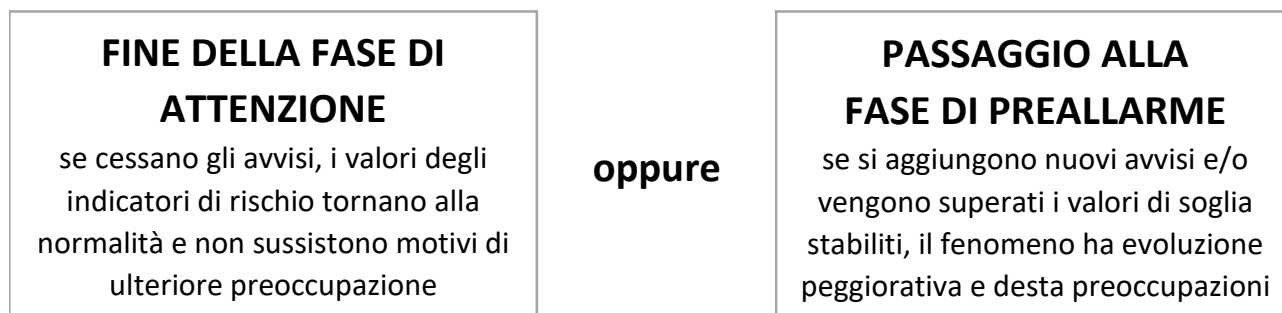 FINE DELLA FASE DI
ATTENZIONE
se cessano gli avvisi, i valori degli
indicatori di rischio tornano alla
normalità e non sussistono motivi di
ulteriore preoccupazione
oppure
PASSAGGIO ALLA
FASE DI PREALLARME
se si aggiungono nuovi avvisi e/o
vengono superati i valori di soglia
stabiliti, il fenomeno ha evoluzione
peggiorativa e desta preoccupazioni